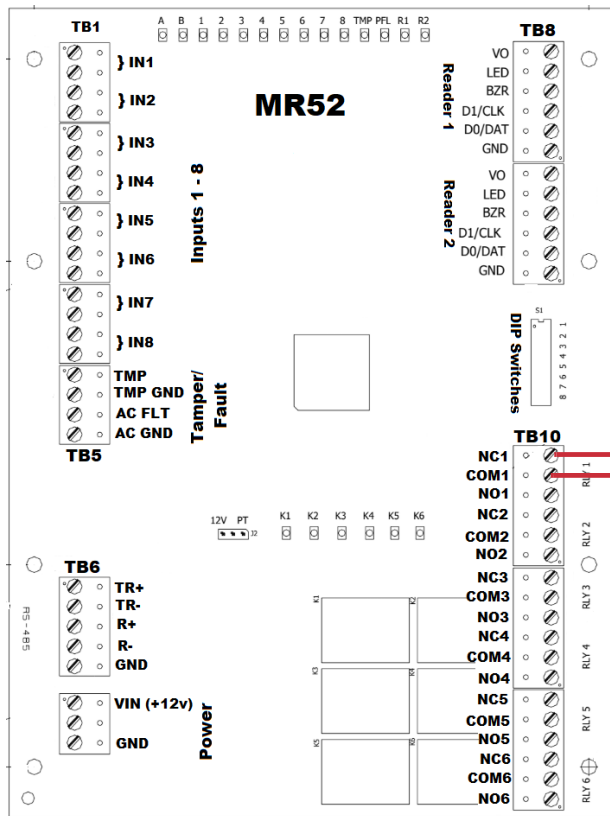 A B 1 2 3 4 5 6 7 8 TMP PFL R1 R2
TB1
} IN1
} IN2
} IN3
} IN4
} IN5
} IN6
} IN7
} IN8
Inputs 1 - 8
TMP
TMP GND
AC FLT
AC GND
Tamper/
Fault
TB5
MR52
TB8
VO
LED
BZR
D1/CLK
D0/DAT
GND
Reader 1
VO
LED
BZR
D1/CLK
D0/DAT
GND
Reader 2
S1
DIP Switches
8 7 6 5 4 3 2 1
TB10
NC1
COM1
NO1
RLY 1
NC2
COM2
NO2
RLY 2
NC3
COM3
NO3
RLY 3
NC4
COM4
NO4
RLY 4
NC5
COM5
NO5
RLY 5
NC6
COM6
NO6
RLY 6
12V PT
J2
K1 K2 K3 K4 K5 K6
K1
K2
K3
K4
K5
K6
TB6
TR+
TR-
R+
R-
GND
RS-485
VIN (+12v)
GND
Power